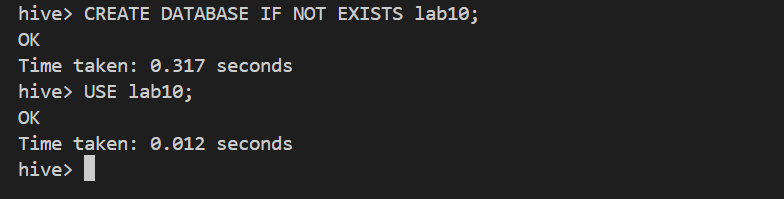 hive> CREATE DATABASE IF NOT EXISTS lab10;
OK
Time taken: 0.317 seconds
hive> USE lab10;
OK
Time taken: 0.012 seconds
hive>